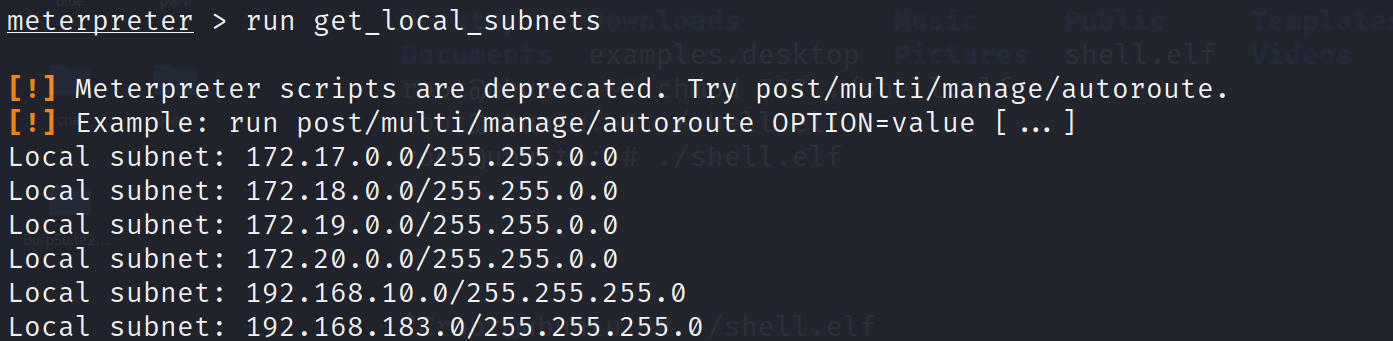 meterpreter > run get_local_subnets
[!] Meterpreter scripts are deprecated. Try post/multi/manage/autoroute.
[!] Example: run post/multi/manage/autoroute OPTION=value [ ... ]
Local subnet: 172.17.0.0/255.255.0.0
Local subnet: 172.18.0.0/255.255.0.0
Local subnet: 172.19.0.0/255.255.0.0
Local subnet: 172.20.0.0/255.255.0.0
Local subnet: 192.168.10.0/255.255.255.0
Local subnet: 192.168.183.0/255.255.255.0